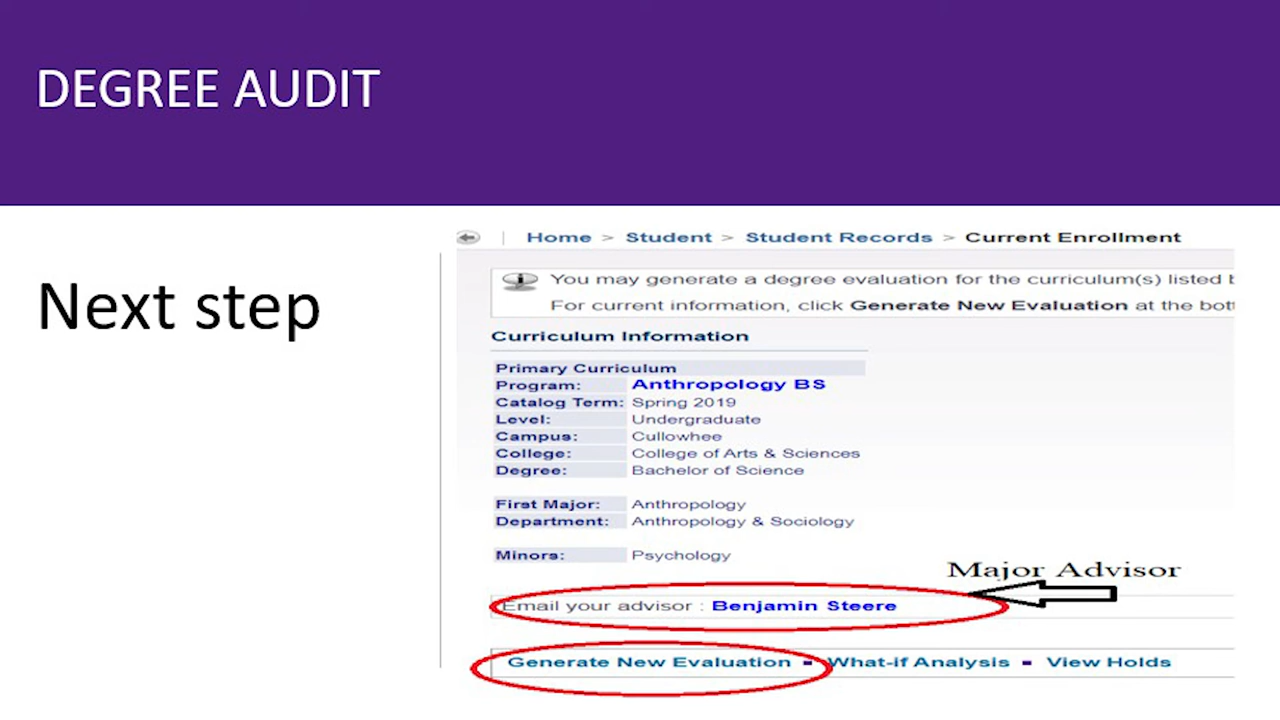 DEGREE AUDIT
Next step
Home > Student > Student Records > Current Enrollment
You may generate a degree evaluation for the curriculum(s) listed
For current information, click Generate New Evaluation at the
Curriculum Information
Primary Curriculum
Program: Anthropology BS
Catalog Term: Spring 2019
Level: Undergraduate
Campus: Cullowhee
College: College of Arts & Sciences
Degree: Bachelor of Science
First Major: Anthropology
Department: Anthropology & Sociology
Minors: Psychology
Major Advisor
Email your advisor : Benjamin Steere
Generate New Evaluation ▪ What-if Analysis ▪ View Holds